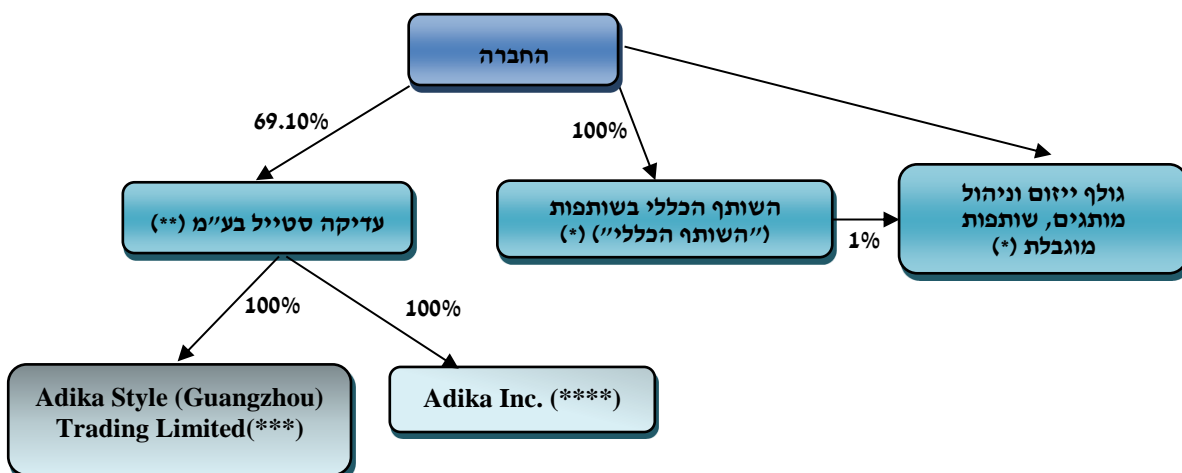 החברה
69.10%
100%
עדיקה סטייל בע"מ (**)
השותף הכללי בשותפות
("השותף הכללי") (*)
1%
גולף ייזום וניהול
מותגים, שותפות
מוגבלת (*)
100%
100%
Adika Style (Guangzhou)
Trading Limited(***)
Adika Inc. (****)